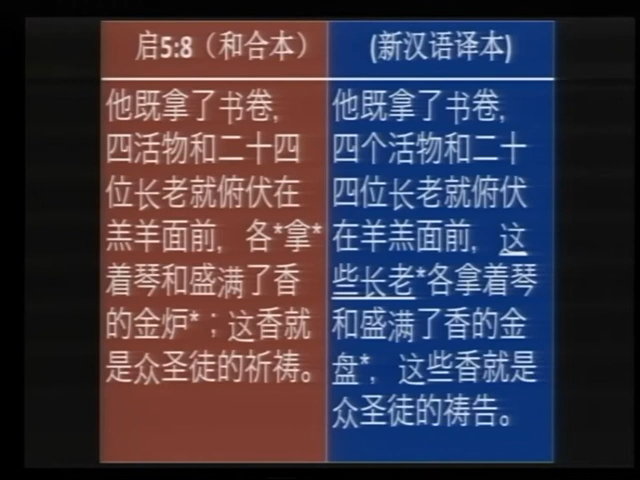 启5:8（和合本）
他既拿了书卷，
四活物和二十四
位长老就俯伏在
羔羊面前，各*拿*
着琴和盛满了香
的金炉*；这香就
是众圣徒的祈祷。
(新汉语译本)
他既拿了书卷，
四个活物和二十
四位长老就俯伏
在羊羔面前，这
些长老*各拿着琴
和盛满了香的金
盘*，这些香就是
众圣徒的祷告。